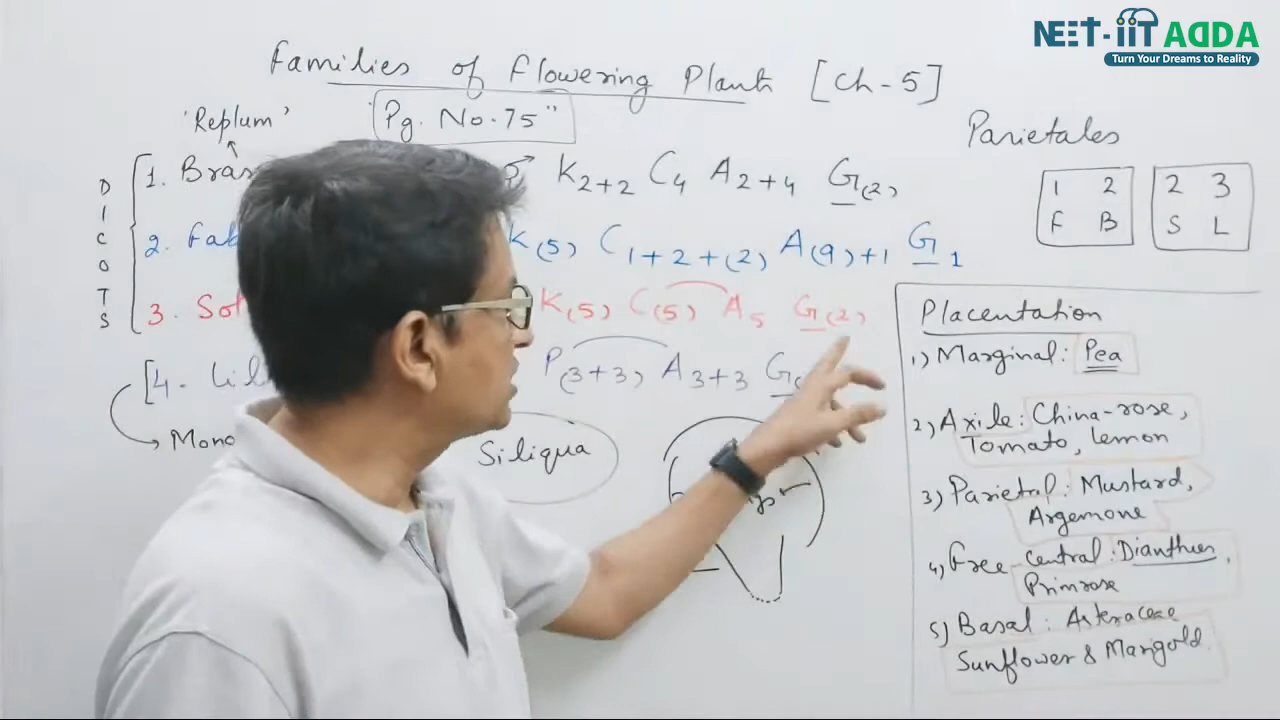 NEET-iiT ADDA
Turn Your Dreams to Reality
Families of Flowering Plants [Ch-5]
'Replum'
"Pg. No.75"
Parietales
DICOTS
1. Bras K2+2 C4 A2+4 G(2)
2. Fab K(5) C1+2+(2) A(9)+1 G1
3. Sol K(5) C(5) A5 G(2)
[4. Lil P(3+3) A3+3 G(
Mono
Siliqua
1 2
F B
2 3
S L
Placentation
1) Marginal: Pea
2) Axile: China-rose,
Tomato, lemon
3) Parietal: Mustard,
Argemone
4) Free-central: Dianthus,
Primrose
5) Basal: Asteraceae
Sunflower & Marigold.